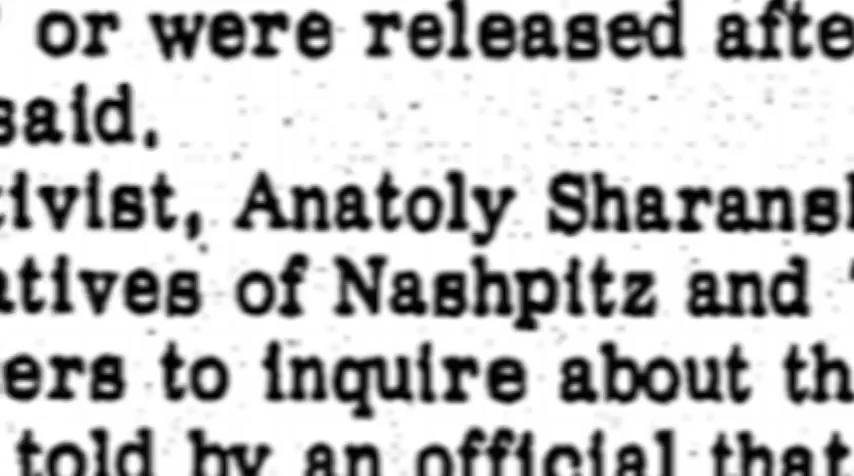 or were released afte
said.
tivist, Anatoly Sharansk
atives of Nashpitz and
ers to inquire about th
told by an official that